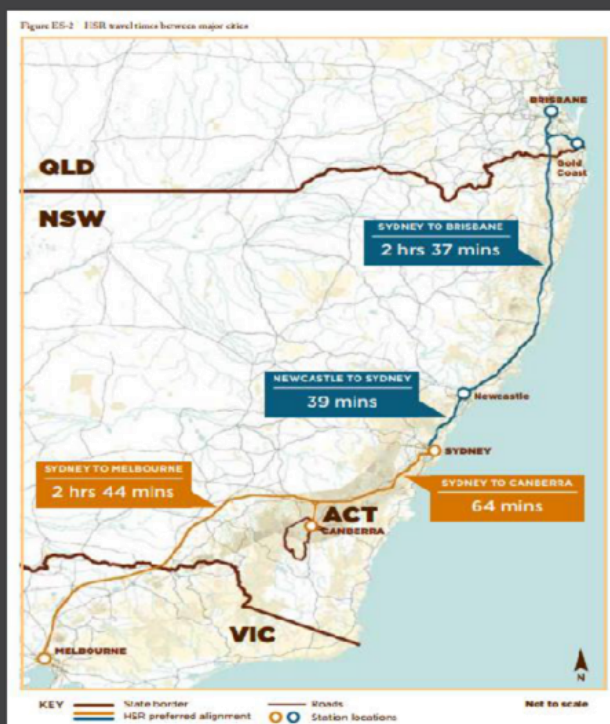 Figure ES-2 HSR travel times between major cities
BRISBANE
Gold
Coast
QLD
NSW
SYDNEY TO BRISBANE
2 hrs 37 mins
NEWCASTLE TO SYDNEY
39 mins
Newcastle
SYDNEY
SYDNEY TO MELBOURNE
2 hrs 44 mins
SYDNEY TO CANBERRA
64 mins
ACT
CANBERRA
VIC
MELBOURNE
N
KEY State border Roads Not to scale
HSR preferred alignment Station locations